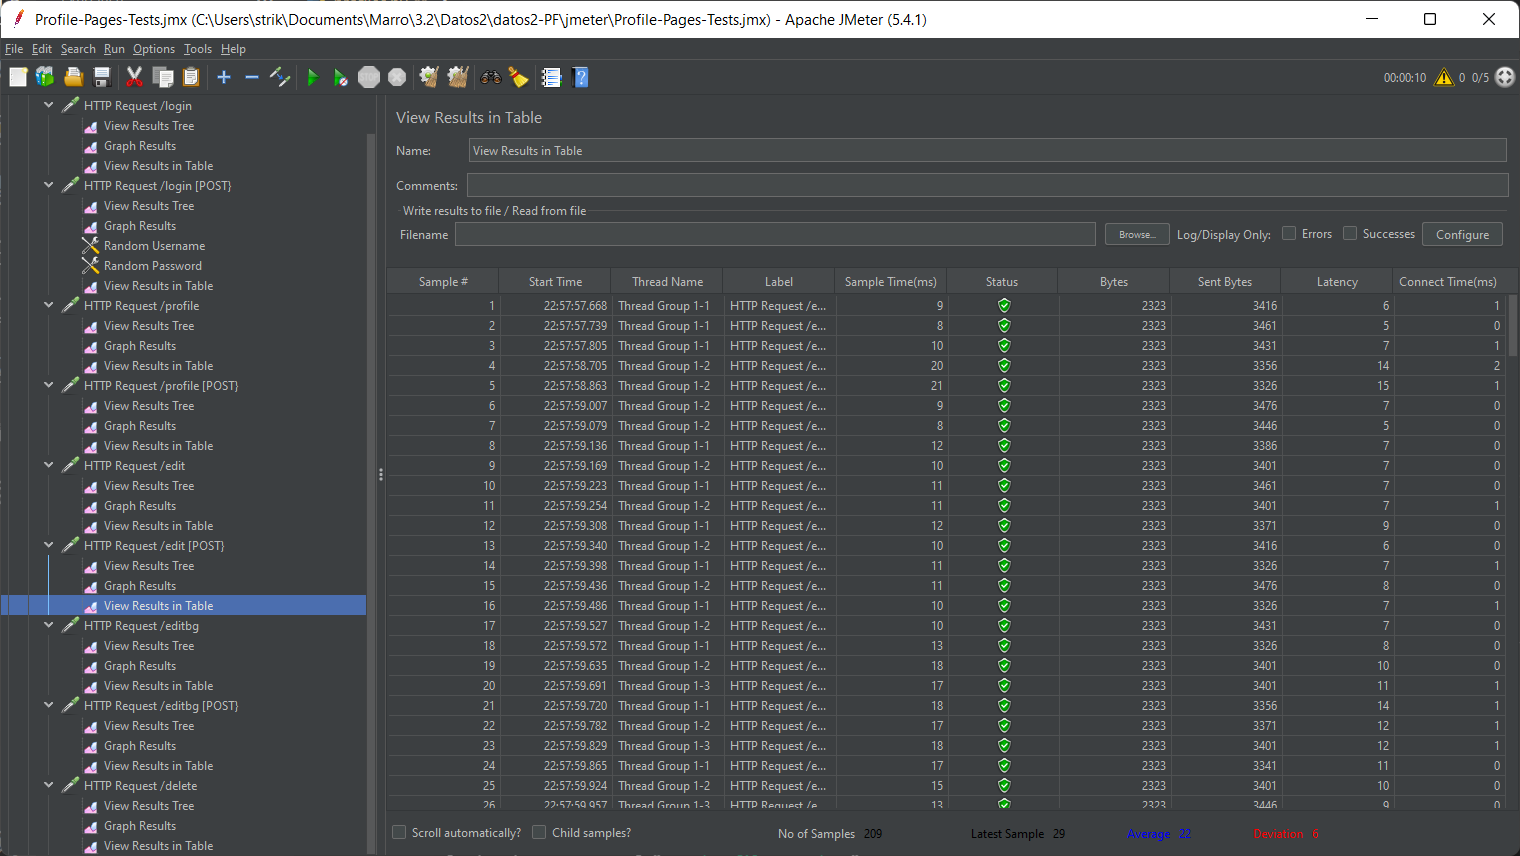 Profile-Pages-Tests.jmx (C:\Users\strik\Documents\Marro\3.2\Datos2\datos2-PF\jmeter\Profile-Pages-Tests.jmx) - Apache JMeter (5.4.1)
File Edit Search Run Options Tools Help
STOP 00:00:10 0 0/5
HTTP Request /login
View Results Tree
Graph Results
View Results in Table
HTTP Request /login [POST}
View Results Tree
Graph Results
Random Username
Random Password
View Results in Table
HTTP Request /profile
View Results Tree
Graph Results
View Results in Table
HTTP Request /profile [POST}
View Results Tree
Graph Results
View Results in Table
HTTP Request /edit
View Results Tree
Graph Results
View Results in Table
HTTP Request /edit [POST}
View Results Tree
Graph Results
View Results in Table
HTTP Request /editbg
View Results Tree
Graph Results
View Results in Table
HTTP Request /editbg [POST}
View Results Tree
Graph Results
View Results in Table
HTTP Request /delete
View Results Tree
Graph Results
View Results in Table
View Results in Table
Name: View Results in Table
Comments:
Write results to file / Read from file
Filename Browse... Log/Display Only: Errors Successes Configure
Sample # Start Time Thread Name Label Sample Time(ms) Status Bytes Sent Bytes Latency Connect Time(ms)
1 22:57:57.668 Thread Group 1-1 HTTP Request /e... 9 2323 3416 6 1
2 22:57:57.739 Thread Group 1-1 HTTP Request /e... 8 2323 3461 5 0
3 22:57:57.805 Thread Group 1-1 HTTP Request /e... 10 2323 3431 7 1
4 22:57:58.705 Thread Group 1-2 HTTP Request /e... 20 2323 3356 14 2
5 22:57:58.863 Thread Group 1-2 HTTP Request /e... 21 2323 3326 15 1
6 22:57:59.007 Thread Group 1-2 HTTP Request /e... 9 2323 3476 7 0
7 22:57:59.079 Thread Group 1-2 HTTP Request /e... 8 2323 3446 5 0
8 22:57:59.136 Thread Group 1-1 HTTP Request /e... 12 2323 3386 7 0
9 22:57:59.169 Thread Group 1-2 HTTP Request /e... 10 2323 3401 7 0
10 22:57:59.223 Thread Group 1-1 HTTP Request /e... 11 2323 3461 7 0
11 22:57:59.254 Thread Group 1-2 HTTP Request /e... 11 2323 3401 7 1
12 22:57:59.308 Thread Group 1-1 HTTP Request /e... 12 2323 3371 9 0
13 22:57:59.340 Thread Group 1-2 HTTP Request /e... 10 2323 3416 6 0
14 22:57:59.398 Thread Group 1-1 HTTP Request /e... 11 2323 3326 7 1
15 22:57:59.436 Thread Group 1-2 HTTP Request /e... 11 2323 3476 8 0
16 22:57:59.486 Thread Group 1-1 HTTP Request /e... 10 2323 3326 7 1
17 22:57:59.527 Thread Group 1-2 HTTP Request /e... 10 2323 3431 7 0
18 22:57:59.572 Thread Group 1-1 HTTP Request /e... 13 2323 3326 8 0
19 22:57:59.635 Thread Group 1-2 HTTP Request /e... 18 2323 3401 10 0
20 22:57:59.691 Thread Group 1-3 HTTP Request /e... 17 2323 3401 11 1
21 22:57:59.720 Thread Group 1-1 HTTP Request /e... 18 2323 3356 14 1
22 22:57:59.782 Thread Group 1-2 HTTP Request /e... 17 2323 3371 12 1
23 22:57:59.829 Thread Group 1-3 HTTP Request /e... 18 2323 3401 12 1
24 22:57:59.865 Thread Group 1-1 HTTP Request /e... 17 2323 3341 11 0
25 22:57:59.924 Thread Group 1-2 HTTP Request /e... 15 2323 3401 10 0
26 22:57:59.957 Thread Group 1-3 HTTP Request /e... 13 2323 3446 9 0
Scroll automatically? Child samples? No of Samples 209 Latest Sample 29 Average 22 Deviation 6